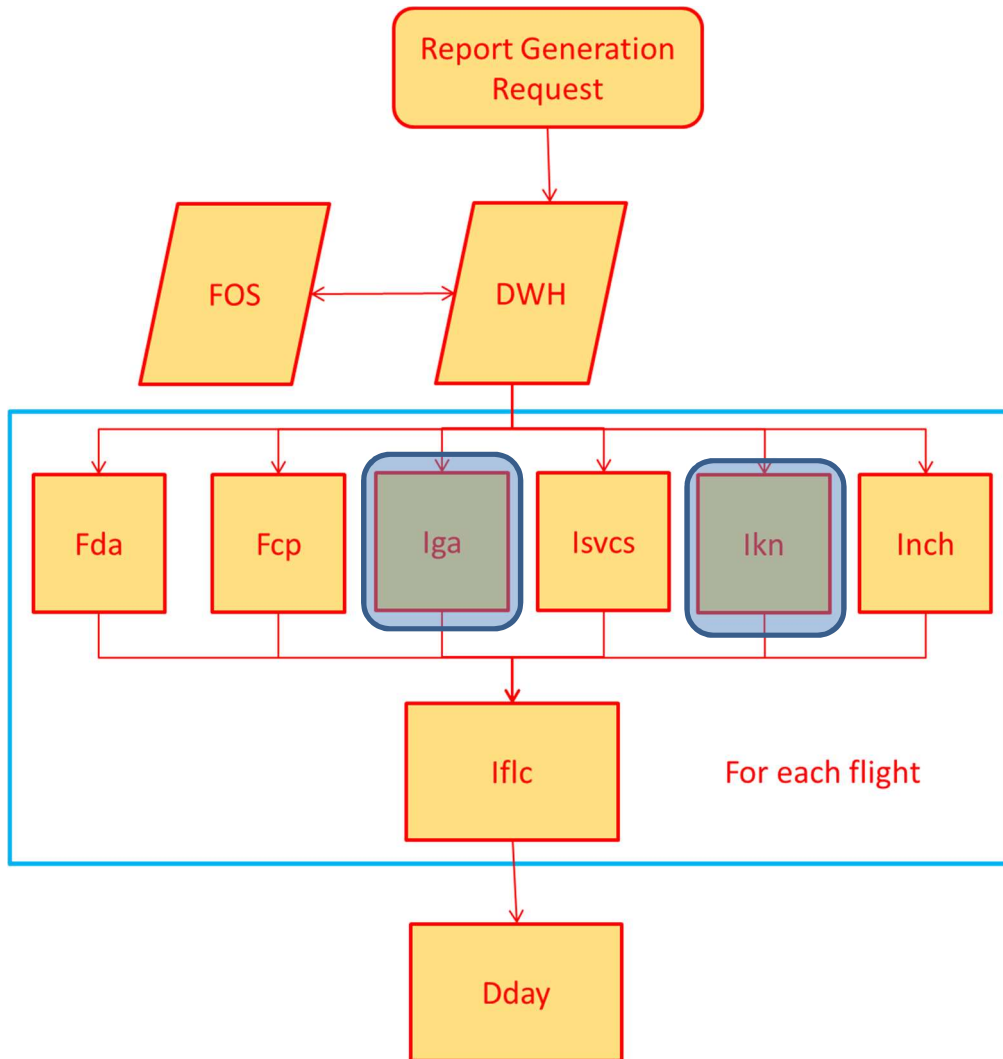 Report Generation
Request
FOS
DWH
Fda
Fcp
Iga
Isvcs
Ikn
Inch
Iflc
For each flight
Dday